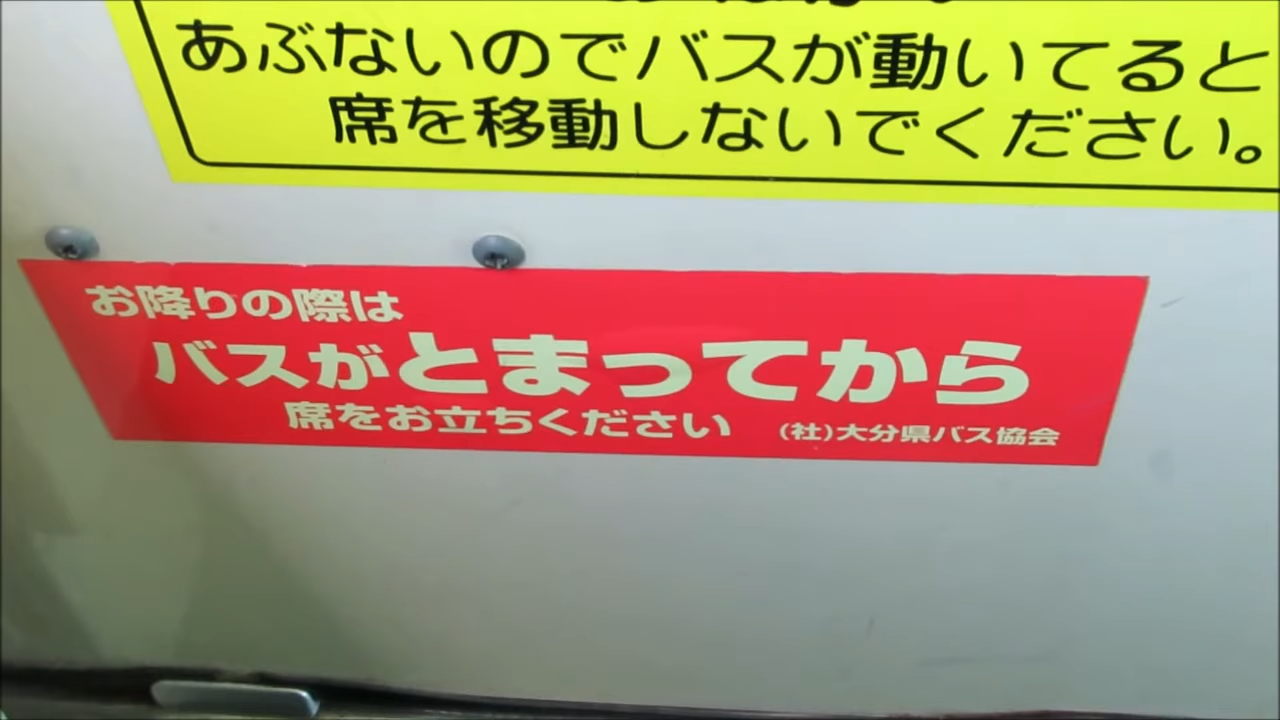 あぶないのでバスが動いてると
席を移動しないでください。
お降りの際は
バスがとまってから
席をお立ちください (社)大分県バス協会